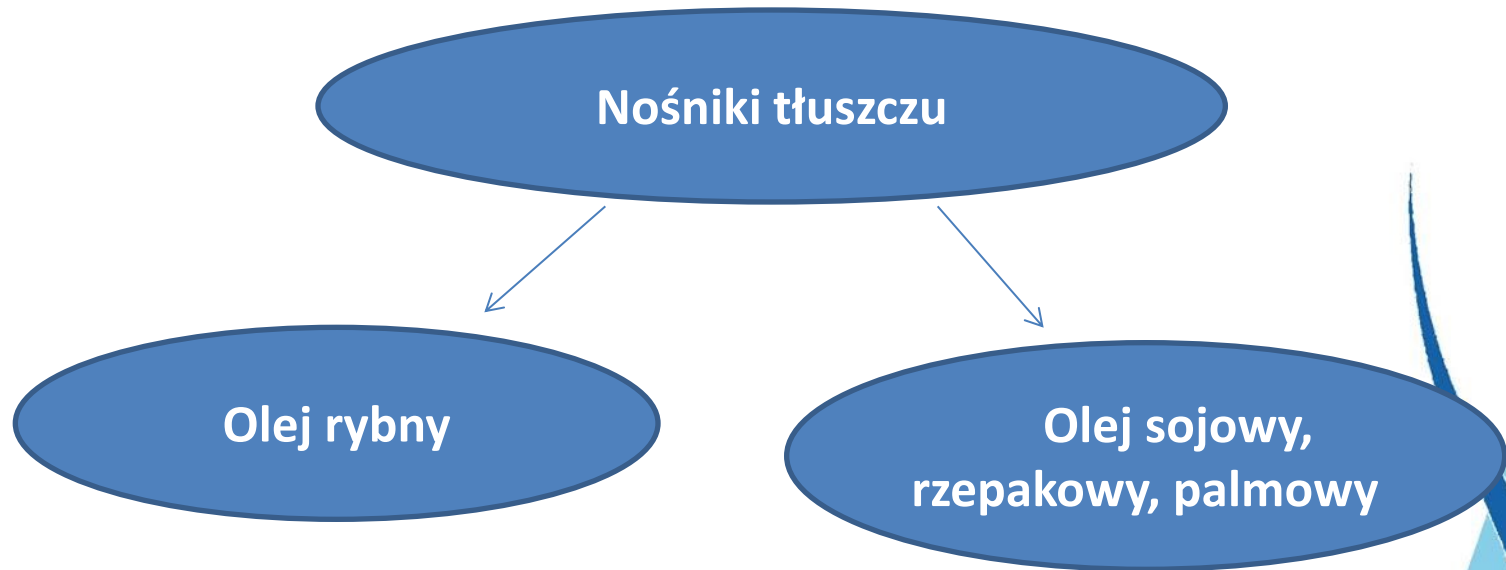 Nośniki tłuszczu
Olej rybny
Olej sojowy,
rzepakowy, palmowy